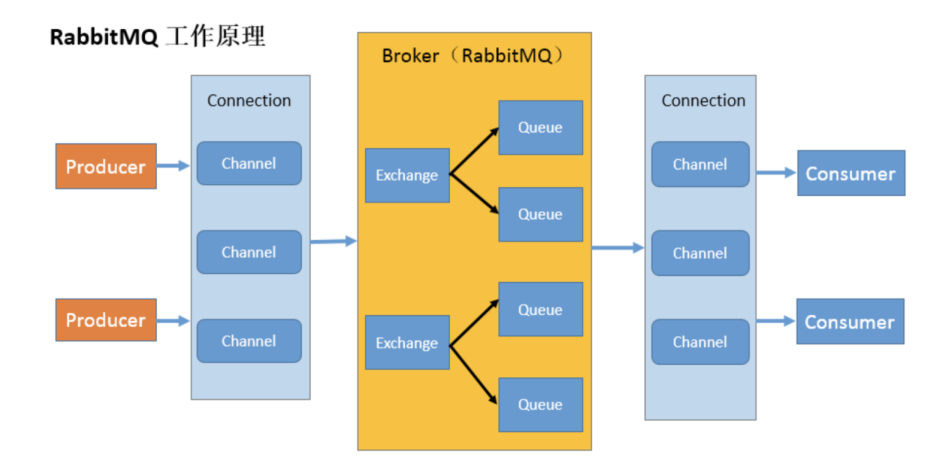 RabbitMQ 工作原理
Broker（RabbitMQ）
Connection
Channel
Channel
Channel
Producer
Producer
Exchange
Queue
Queue
Exchange
Queue
Queue
Connection
Channel
Channel
Channel
Consumer
Consumer